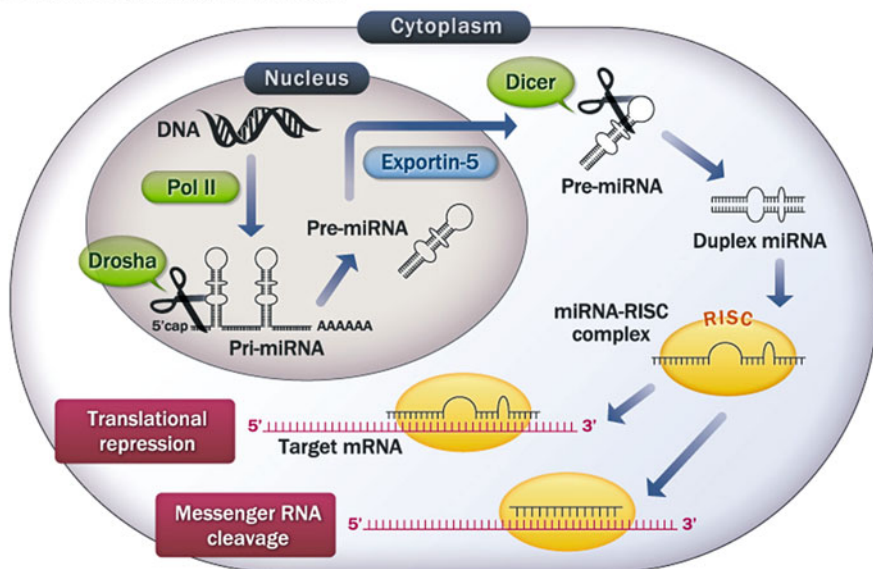 Cytoplasm
Nucleus
DNA
Pol II
Drosha
5'cap
AAAAAA
Pri-miRNA
Pre-miRNA
Exportin-5
Dicer
Pre-miRNA
Duplex miRNA
miRNA-RISC
complex
RISC
Translational
repression
5'
3'
Target mRNA
Messenger RNA
cleavage
5'
3'